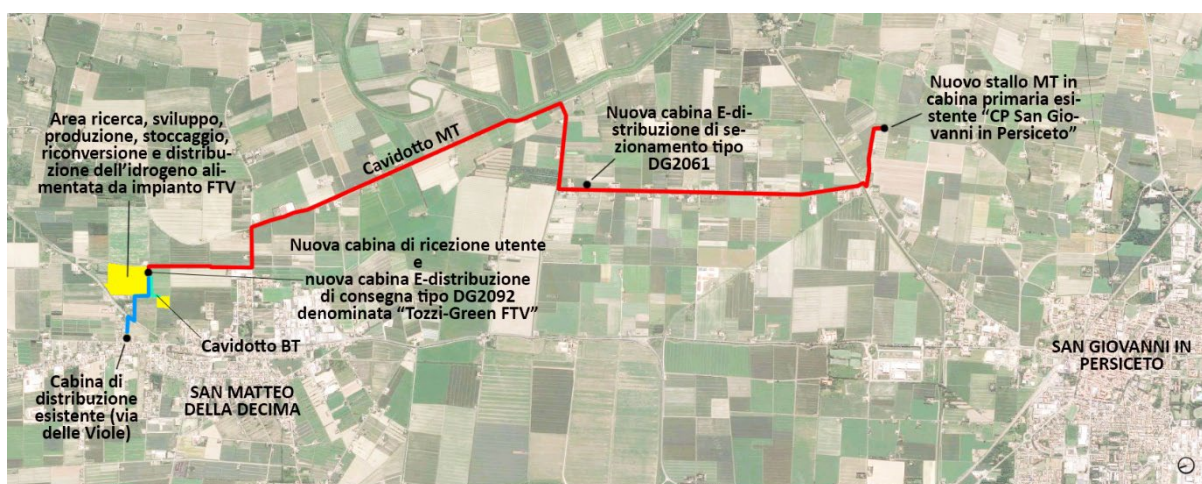 Area ricerca, sviluppo,
produzione, stoccaggio,
riconversione e distribu-
zione dell'idrogeno ali-
mentata da impianto FTV
Cavidotto MT
Nuova cabina E-di-
stribuzione di se-
zionamento tipo
DG2061
Nuovo stallo MT in
cabina primaria esi-
stente “CP San Gio-
vanni in Persiceto”
Nuova cabina di ricezione utente
e
nuova cabina E-distribuzione
di consegna tipo DG2092
denominata “Tozzi-Green FTV”
Cavidotto BT
Cabina di
distribuzione
esistente (via
delle Viole)
SAN MATTEO
DELLA DECIMA
SAN GIOVANNI IN
PERSICETO